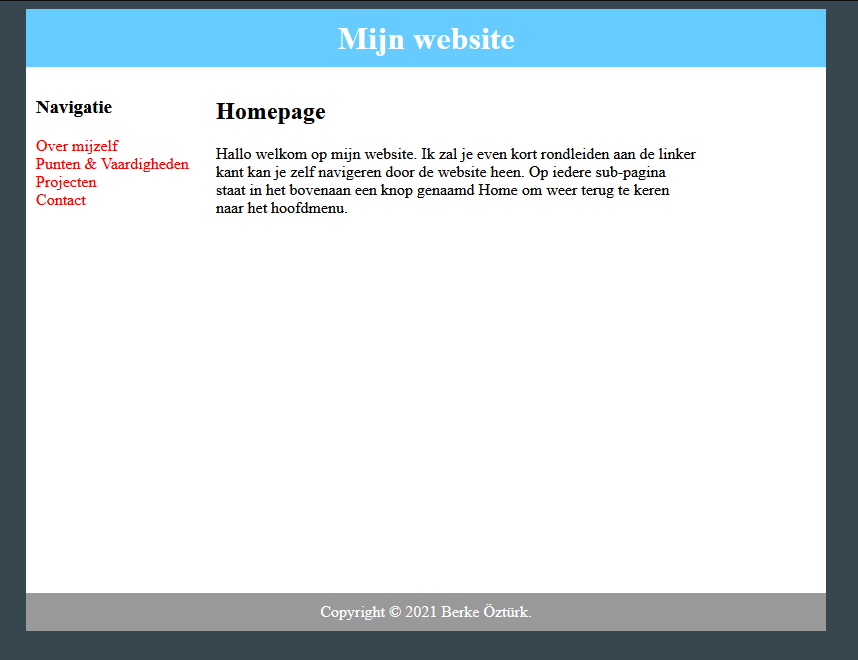 Mijn website
Navigatie
Over mijzelf
Punten & Vaardigheden
Projecten
Contact
Homepage
Hallo welkom op mijn website. Ik zal je even kort rondleiden aan de linker
kant kan je zelf navigeren door de website heen. Op iedere sub-pagina
staat in het bovenaan een knop genaamd Home om weer terug te keren
naar het hoofdmenu.
Copyright © 2021 Berke Öztürk.